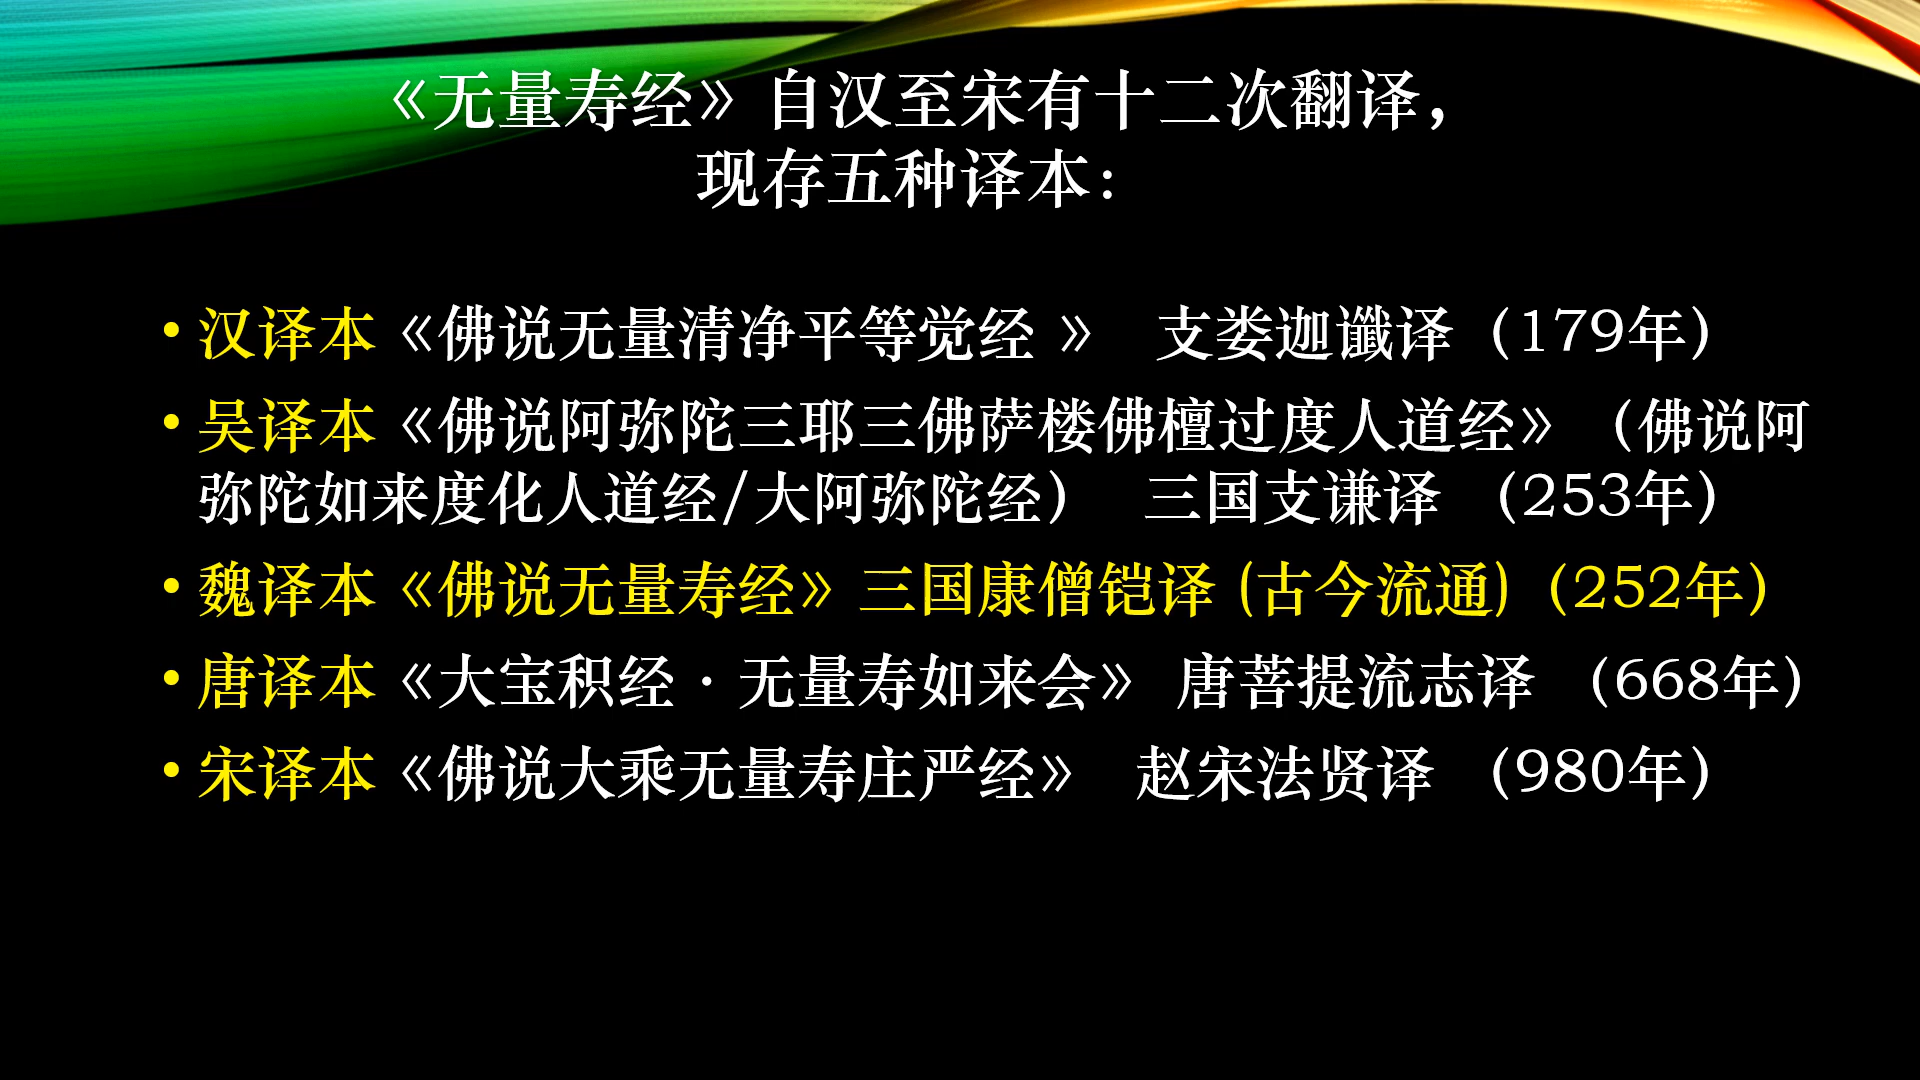 《无量寿经》自汉至宋有十二次翻译，
现存五种译本：
• 汉译本《佛说无量清净平等觉经 》 支娄迦谶译（179年）
• 吴译本《佛说阿弥陀三耶三佛萨楼佛檀过度人道经》（佛说阿
弥陀如来度化人道经/大阿弥陀经） 三国支谦译 （253年）
• 魏译本《佛说无量寿经》三国康僧铠译 (古今流通)（252年）
• 唐译本《大宝积经 · 无量寿如来会》 唐菩提流志译 （668年）
• 宋译本《佛说大乘无量寿庄严经》 赵宋法贤译 （980年）